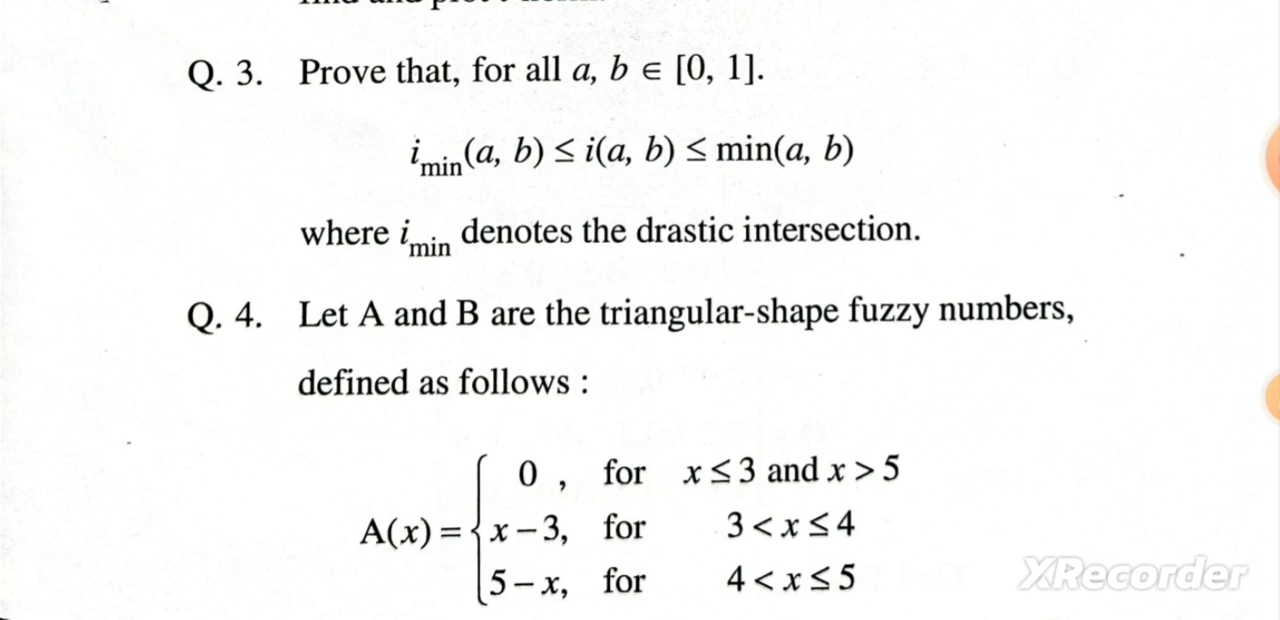 Q. 3. Prove that, for all a, b ∈ [0, 1].
i_min(a, b) ≤ i(a, b) ≤ min(a, b)
where i_min denotes the drastic intersection.
Q. 4. Let A and B are the triangular-shape fuzzy numbers,
defined as follows :
0 , for x ≤ 3 and x > 5
A(x) = { x – 3, for 3 < x ≤ 4
5 – x, for 4 < x ≤ 5
XRecorder